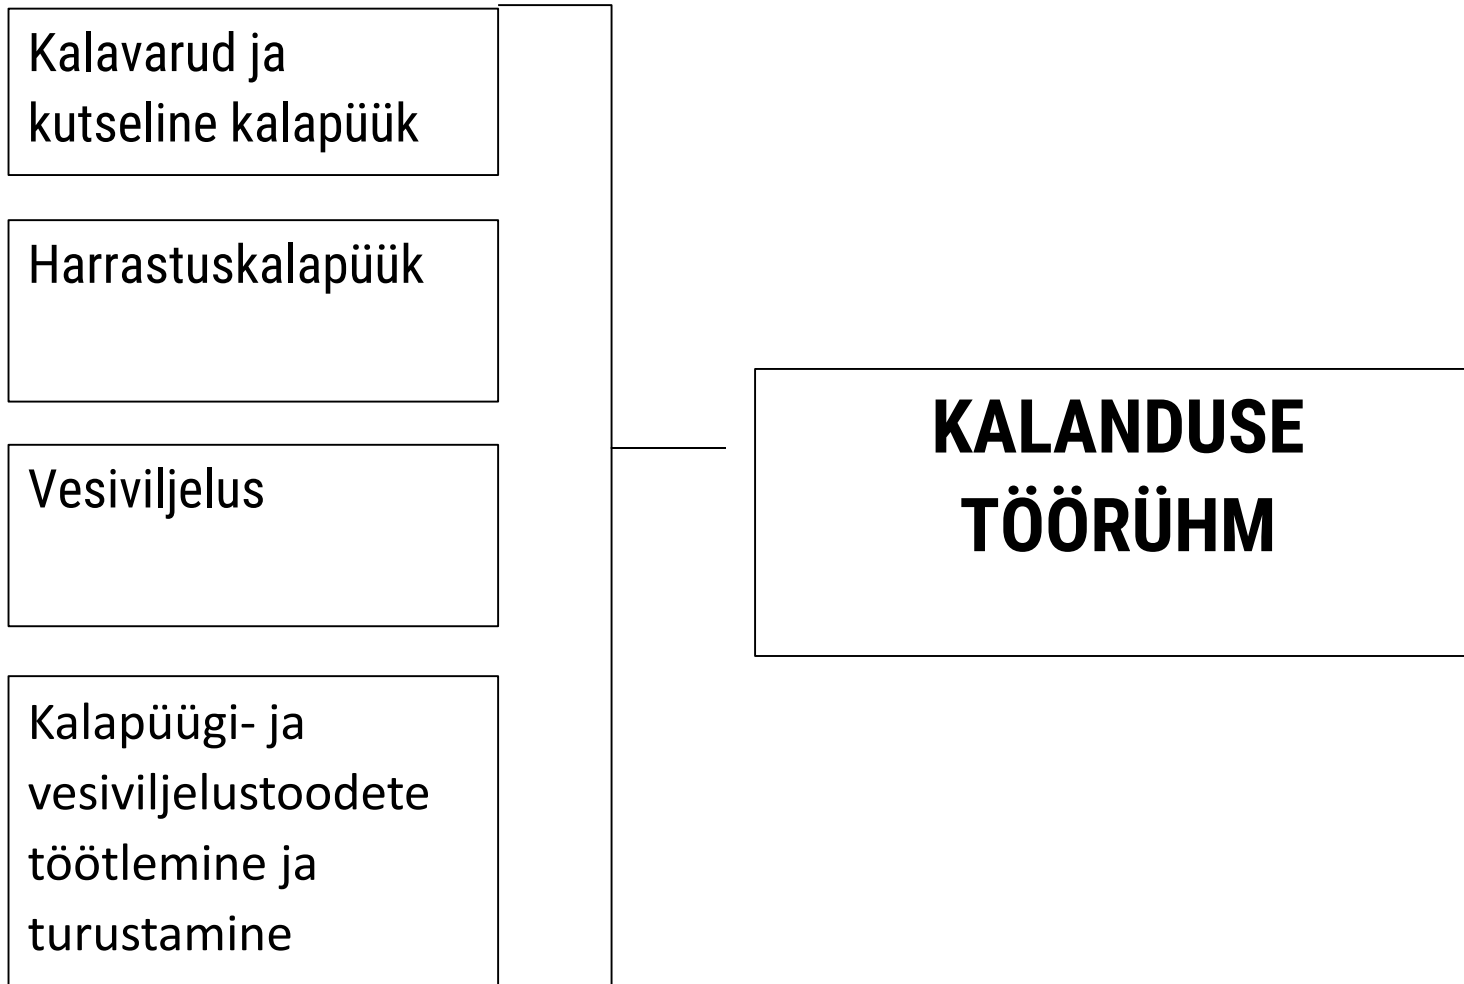 Kalavarud ja
kutseline kalapüük
Harrastuskalapüük
Vesiviljelus
Kalapüügi- ja
vesiviljelustoodete
töötlemine ja
turustamine
KALANDUSE
TÖÖRÜHM